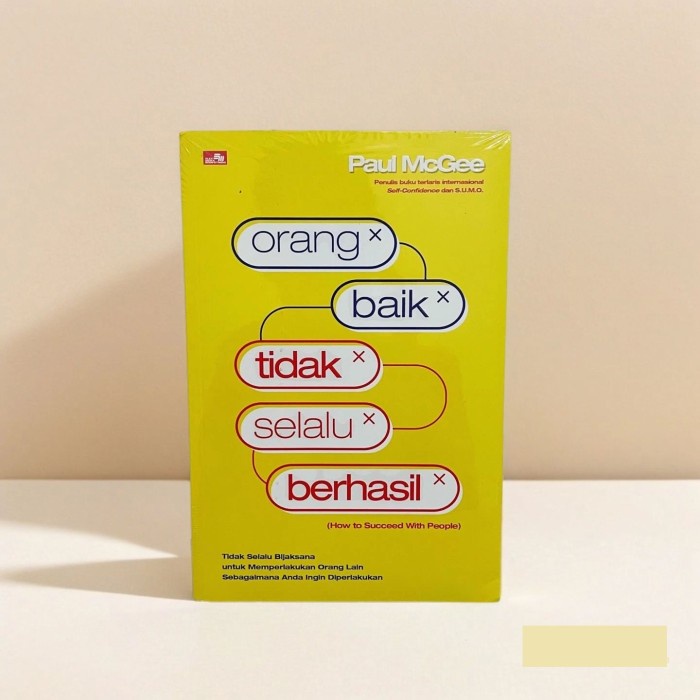 Paul McGee
Penulis buku terlaris internasional
Self-Confidence dan S.U.M.O.
orang
baik
tidak
selalu
berhasil
(How to Succeed With People)
Tidak Selalu Bijaksana
untuk Memperlakukan Orang Lain
Sebagaimana Anda Ingin Diperlakukan